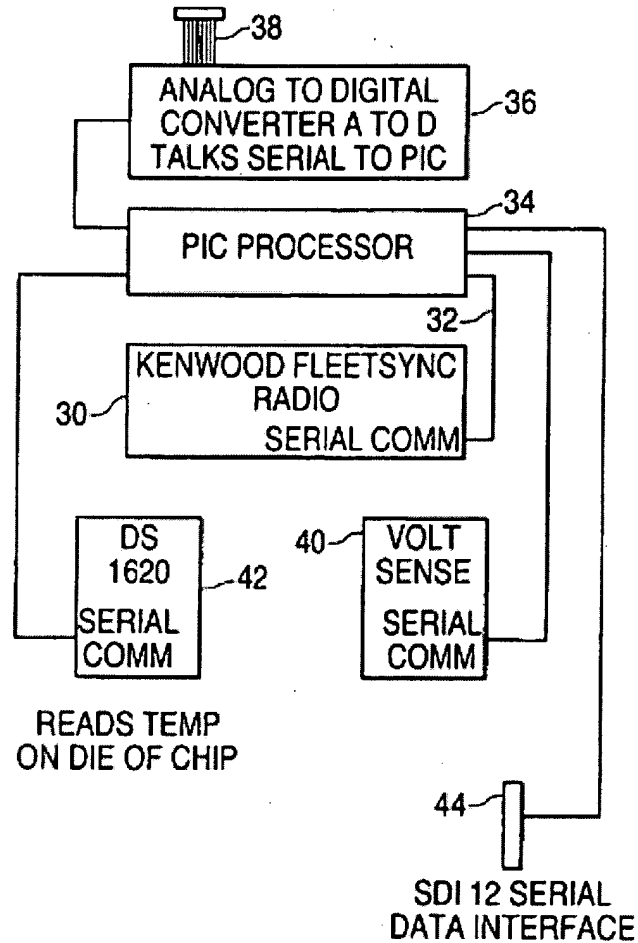 38
ANALOG TO DIGITAL
CONVERTER A TO D
TALKS SERIAL TO PIC
36
34
PIC PROCESSOR
32
KENWOOD FLEETSYNC
RADIO
30
SERIAL COMM
DS
1620
SERIAL
COMM
42
40
VOLT
SENSE
SERIAL
COMM
READS TEMP
ON DIE OF CHIP
44
SDI 12 SERIAL
DATA INTERFACE